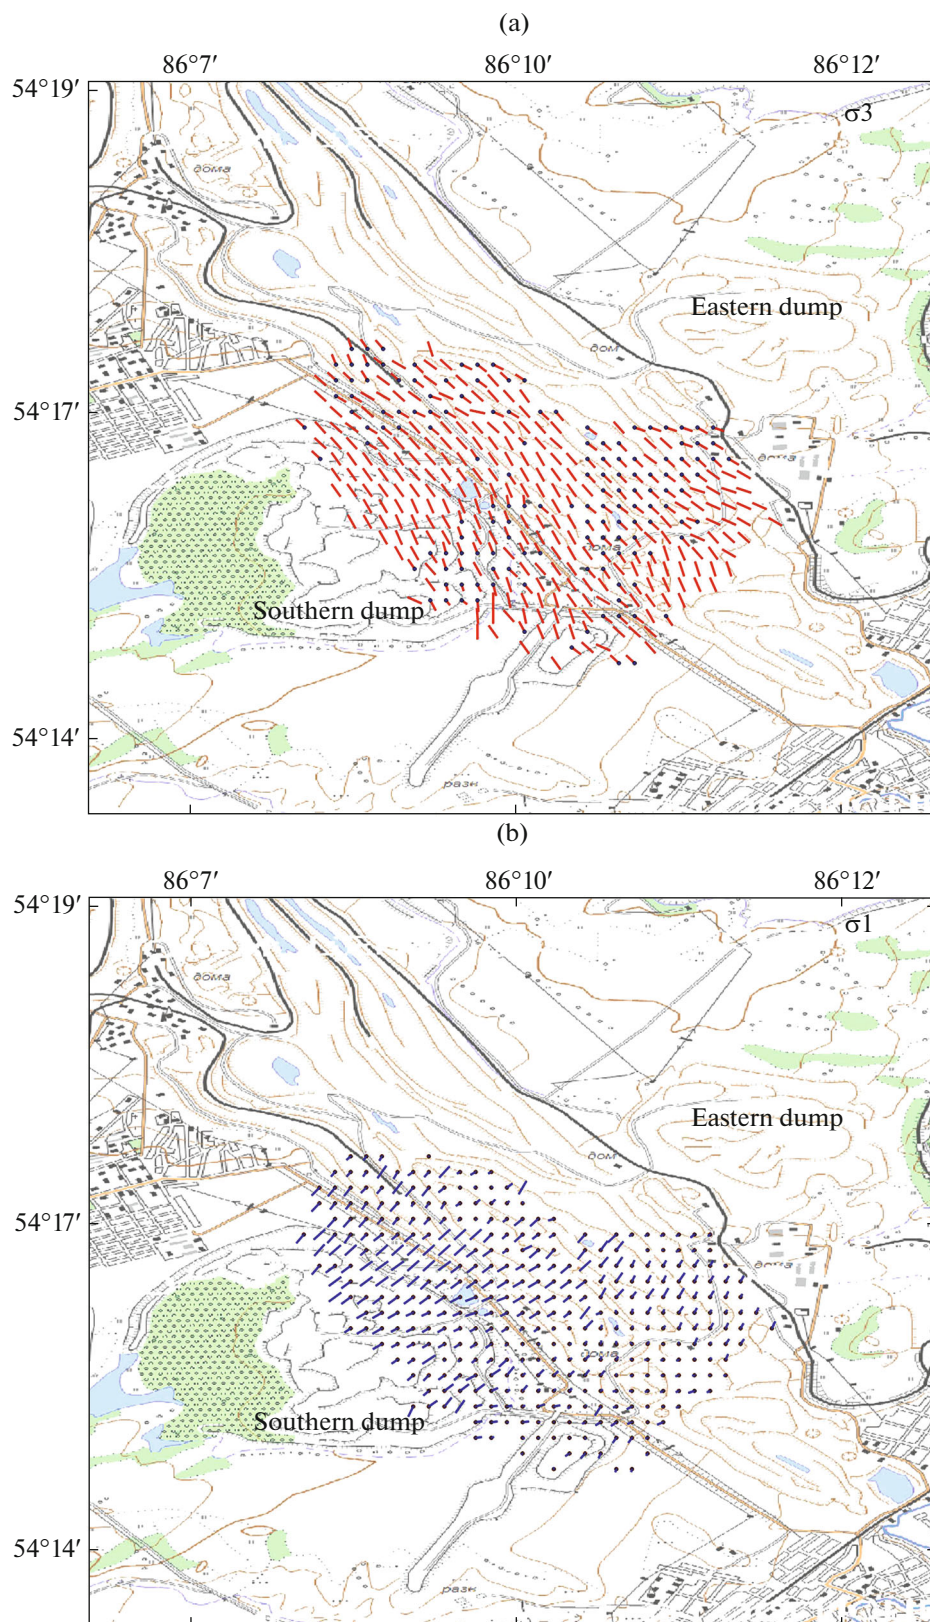 (a)
86°7′ 86°10′ 86°12′
54°19′
σ3
дома
Eastern dump
дом
54°17′
дома
дома
Southern dump
54°14′
разн
(b)
86°7′ 86°10′ 86°12′
54°19′
σ1
дома
Eastern dump
дом
54°17′
дома
дома
Southern dump
54°14′
разн